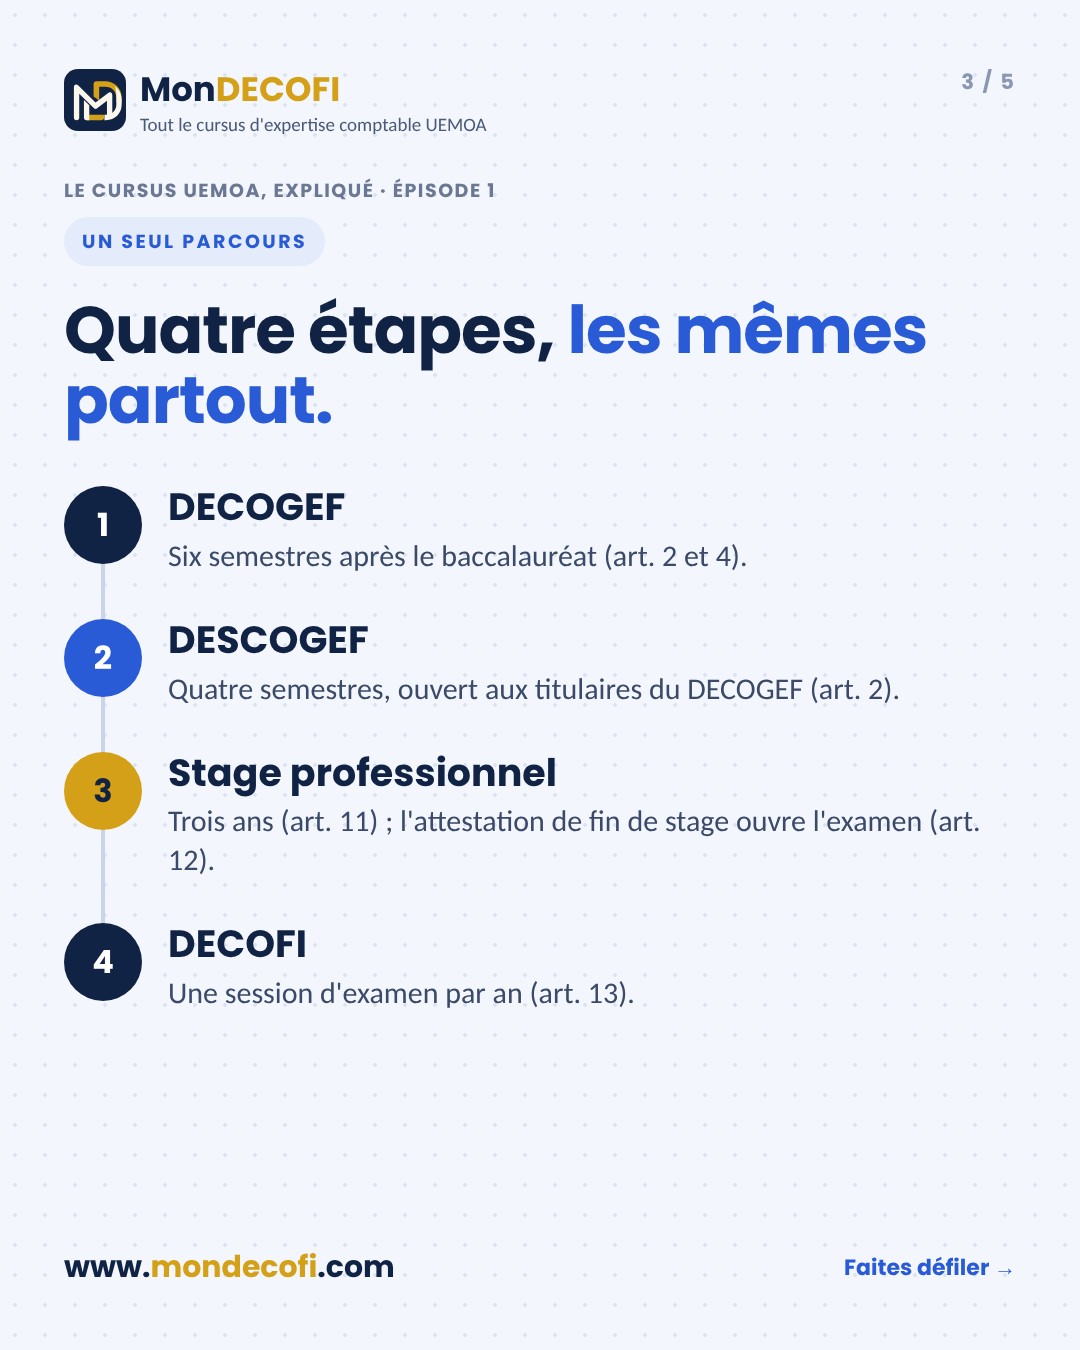 MonDECOFI
Tout le cursus d'expertise comptable UEMOA
3 / 5
LE CURSUS UEMOA, EXPLIQUÉ · ÉPISODE 1
UN SEUL PARCOURS
Quatre étapes, les mêmes
partout.
1
DECOGEF
Six semestres après le baccalauréat (art. 2 et 4).
2
DESCOGEF
Quatre semestres, ouvert aux titulaires du DECOGEF (art. 2).
3
Stage professionnel
Trois ans (art. 11) ; l'attestation de fin de stage ouvre l'examen (art.
12).
4
DECOFI
Une session d'examen par an (art. 13).
www.mondecofi.com
Faites défiler →